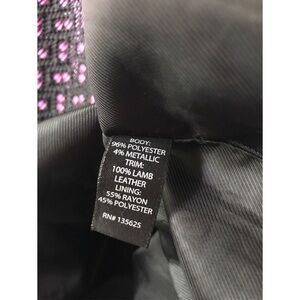 BODY:
96% POLYESTER
4% METALLIC
TRIM:
100% LAMB
LEATHER
LINING:
55% RAYON
45% POLYESTER
RN# 135625